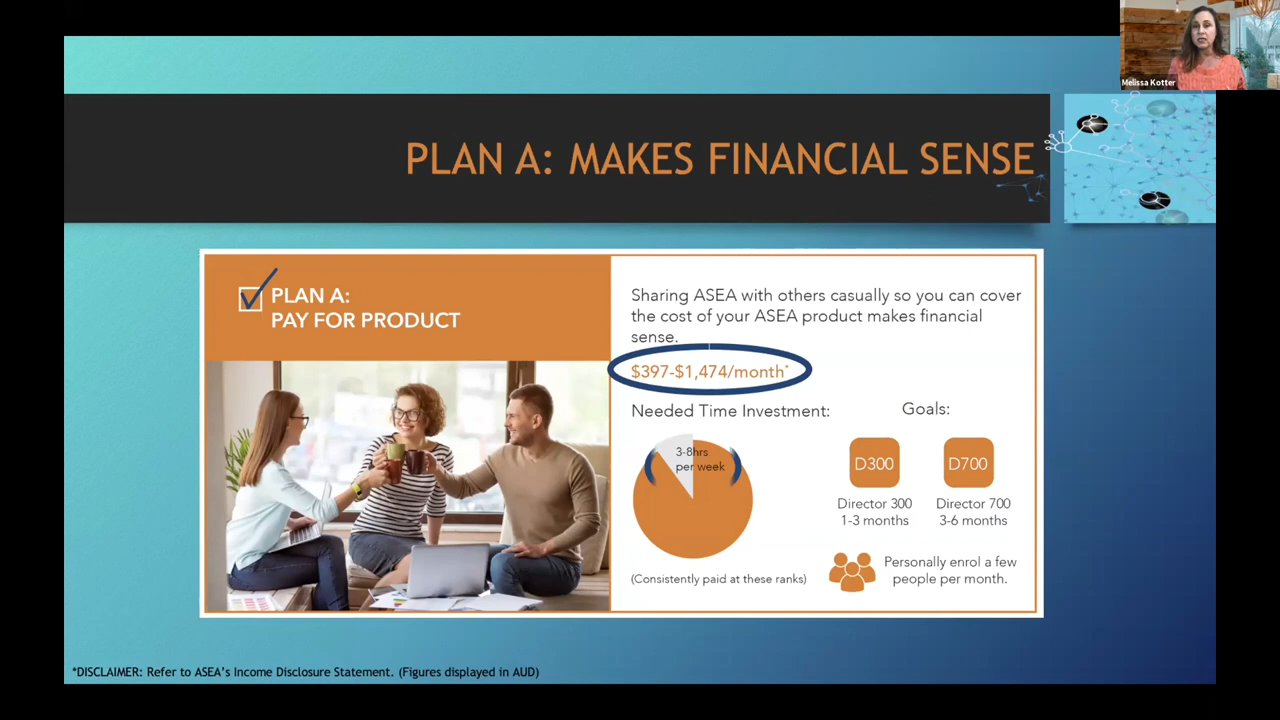 Melissa Kotter
PLAN A: MAKES FINANCIAL SENSE
PLAN A:
PAY FOR PRODUCT
Sharing ASEA with others casually so you can cover
the cost of your ASEA product makes financial
sense.
$397-$1,474/month*
Needed Time Investment:
3-8hrs
per week
(Consistently paid at these ranks)
Goals:
D300
D700
Director 300
1-3 months
Director 700
3-6 months
Personally enrol a few
people per month.
*DISCLAIMER: Refer to ASEA's Income Disclosure Statement. (Figures displayed in AUD)